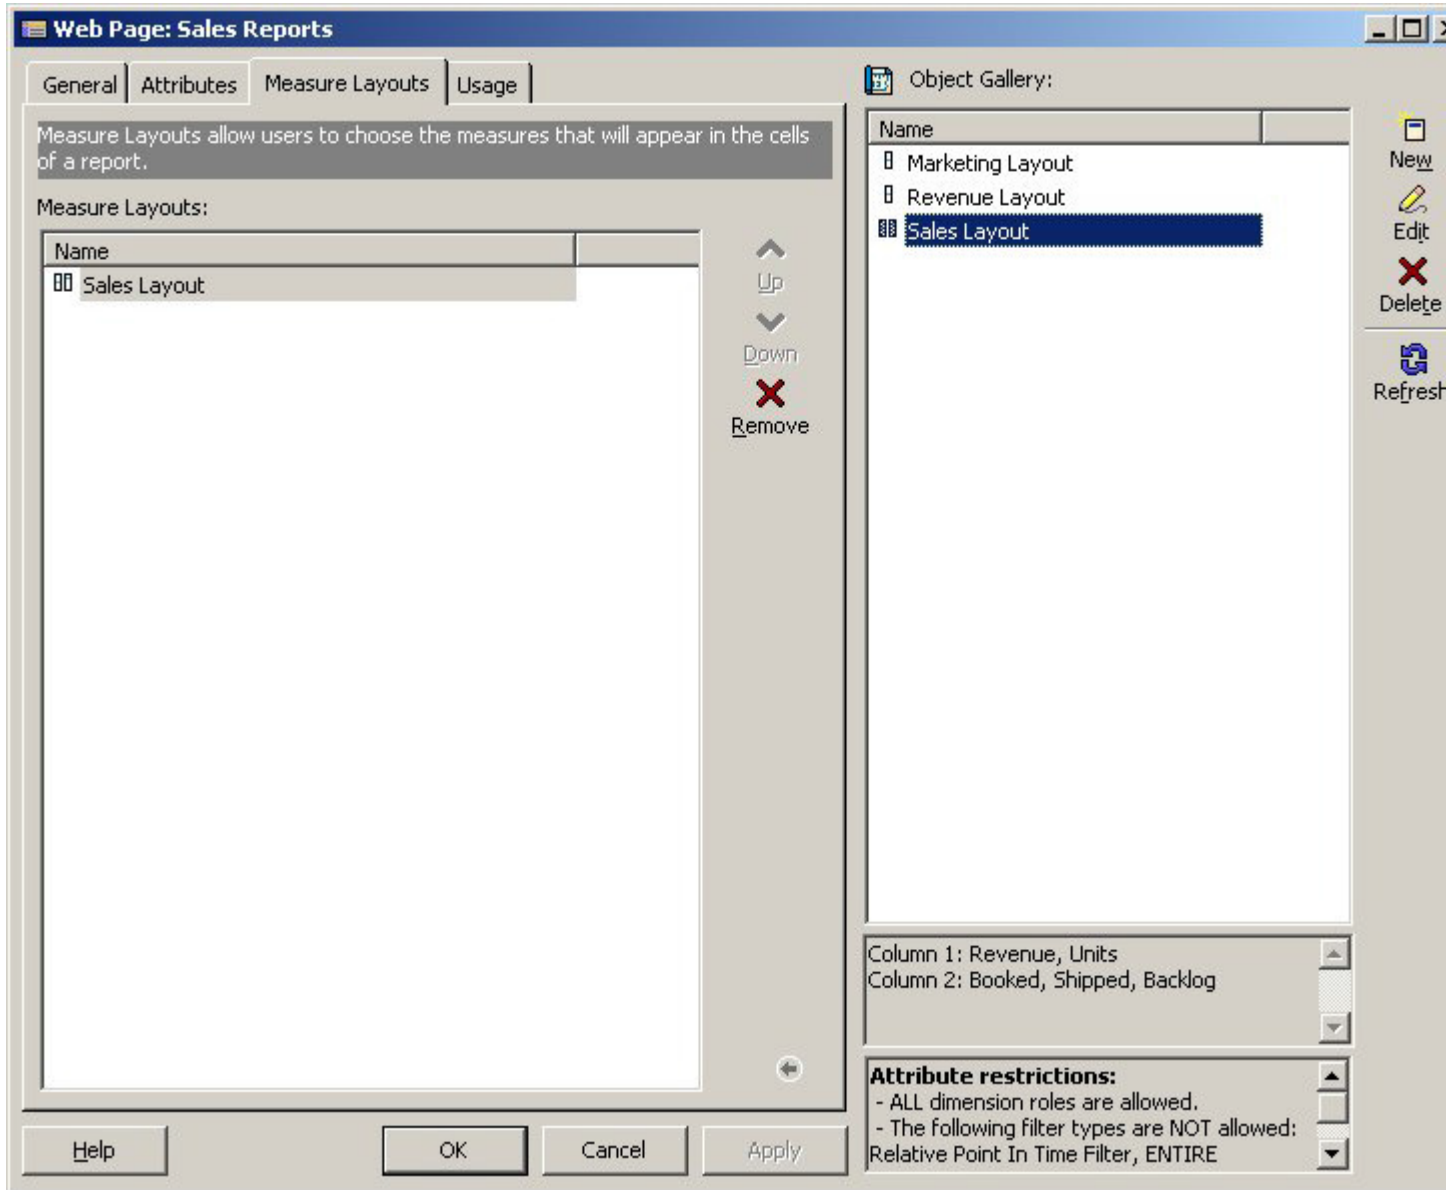 Web Page: Sales Reports
General
Attributes
Measure Layouts
Usage
Measure Layouts allow users to choose the measures that will appear in the cells
of a report.
Measure Layouts:
Name
Sales Layout
Up
Down
Remove
Object Gallery:
Name
Marketing Layout
Revenue Layout
Sales Layout
New
Edit
Delete
Refresh
Column 1: Revenue, Units
Column 2: Booked, Shipped, Backlog
Attribute restrictions:
- ALL dimension roles are allowed.
- The following filter types are NOT allowed:
Relative Point In Time Filter, ENTIRE
Help
OK
Cancel
Apply